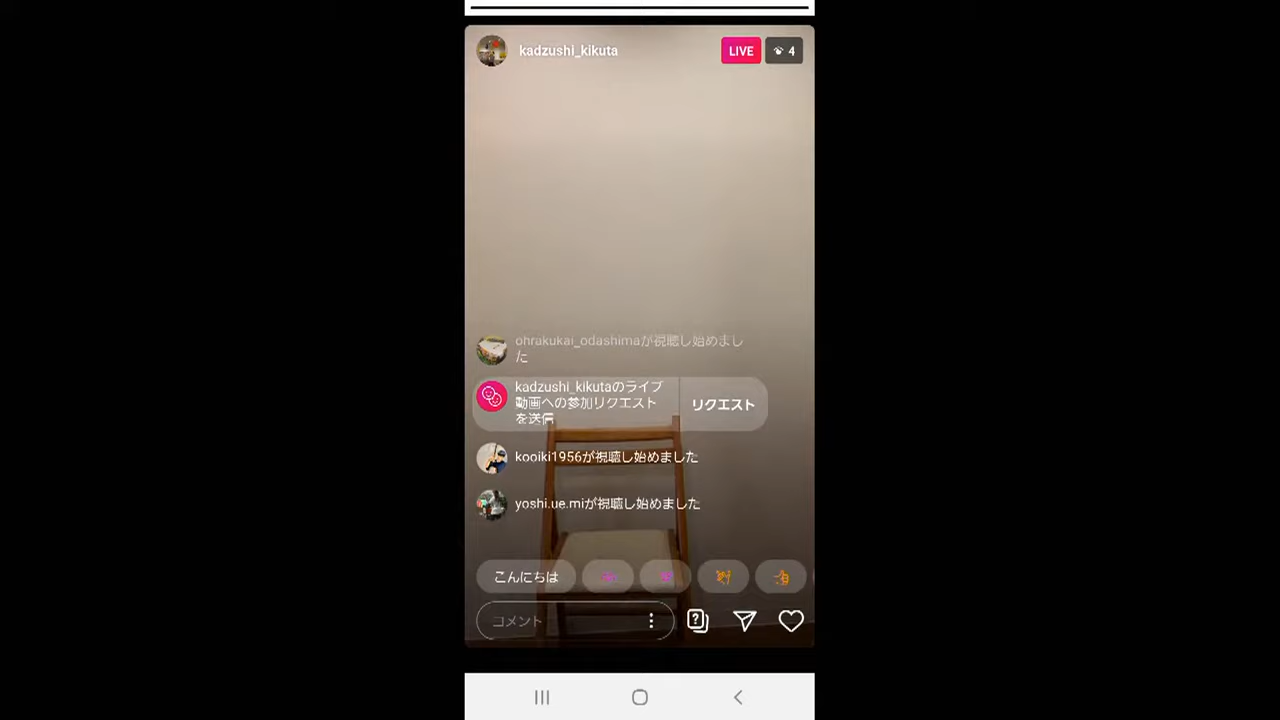 kadzushi_kikuta
LIVE
4
ohrakukai_odashimaが視聴し始めまし
た
kadzushi_kikutaのライブ
動画への参加リクエスト
を送信
リクエスト
kooiki1956が視聴し始めました
yoshi.ue.miが視聴し始めました
こんにちは
コメント